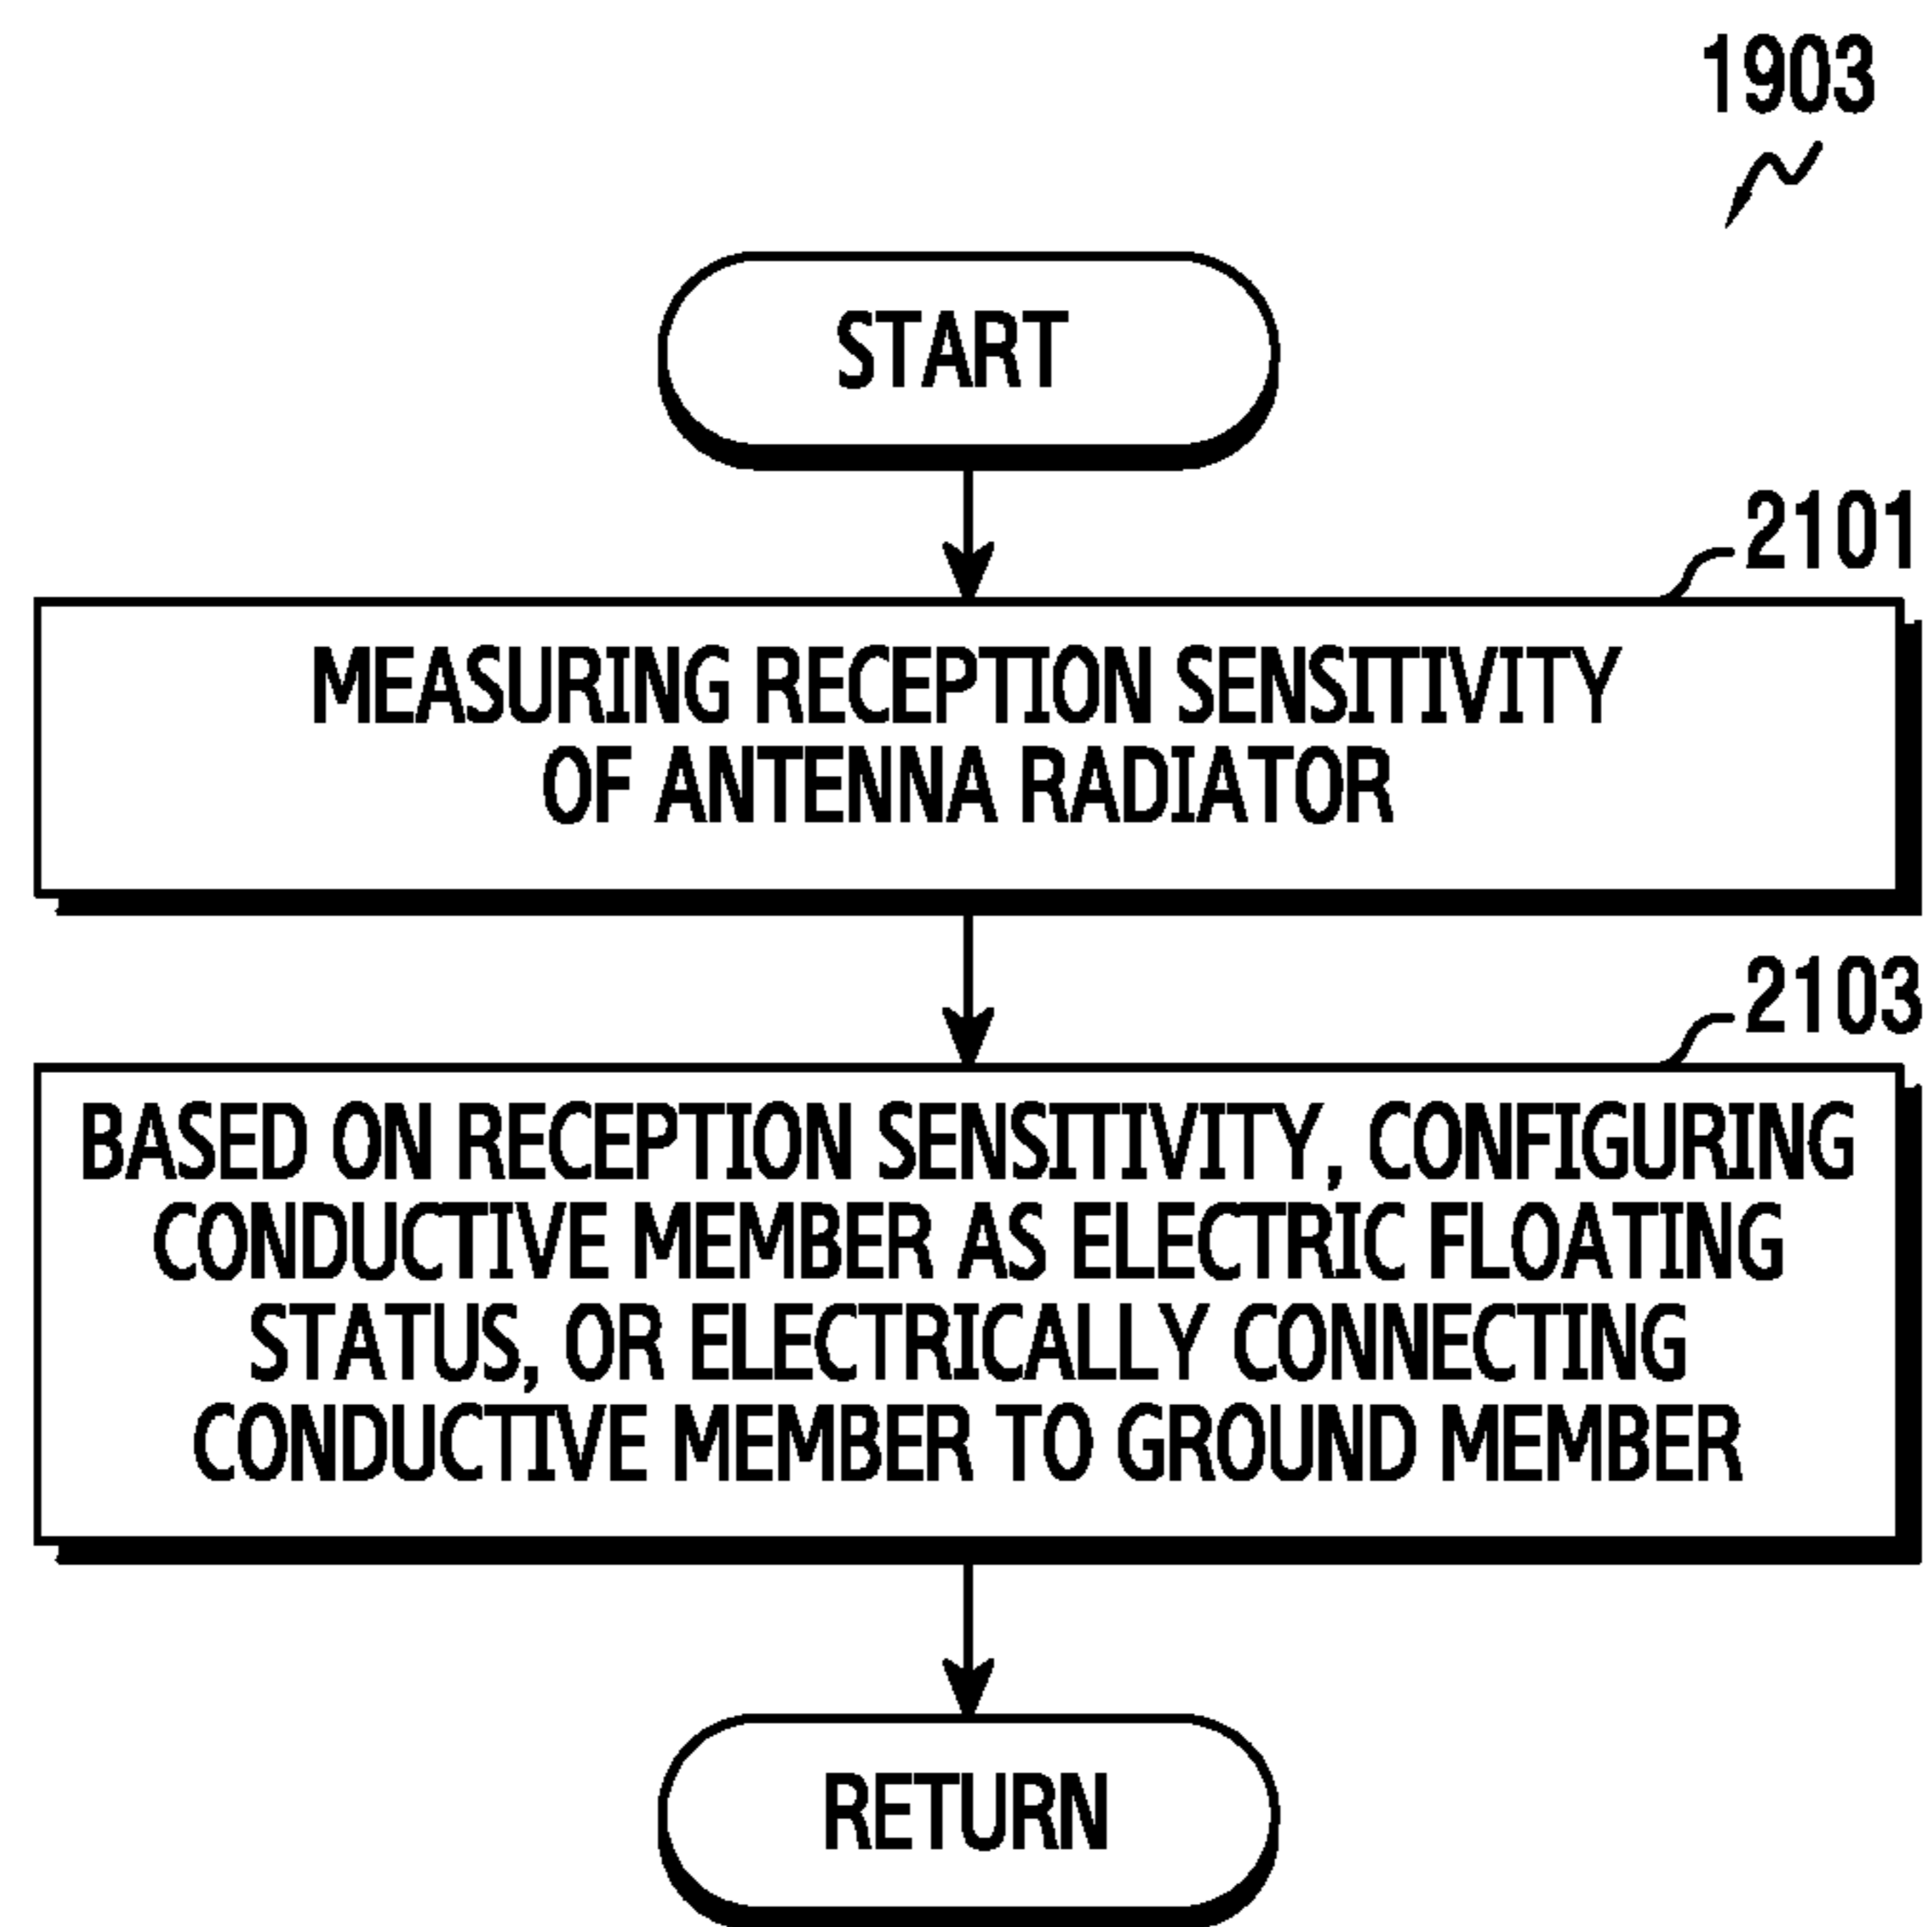 1903
START
2101
MEASURING RECEPTION SENSITIVITY
OF ANTENNA RADIATOR
2103
BASED ON RECEPTION SENSITIVITY, CONFIGURING
CONDUCTIVE MEMBER AS ELECTRIC FLOATING
STATUS, OR ELECTRICALLY CONNECTING
CONDUCTIVE MEMBER TO GROUND MEMBER
RETURN